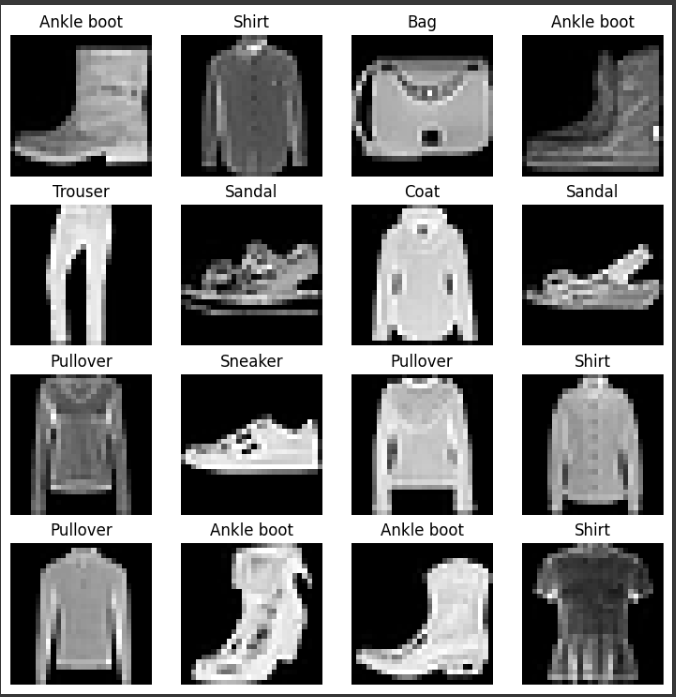 Ankle boot Shirt Bag Ankle boot
Trouser Sandal Coat Sandal
Pullover Sneaker Pullover Shirt
Pullover Ankle boot Ankle boot Shirt